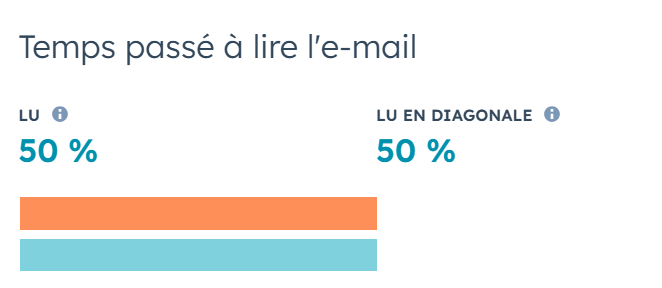 Temps passé à lire l'e-mail
LU
LU EN DIAGONALE
50 %
50 %